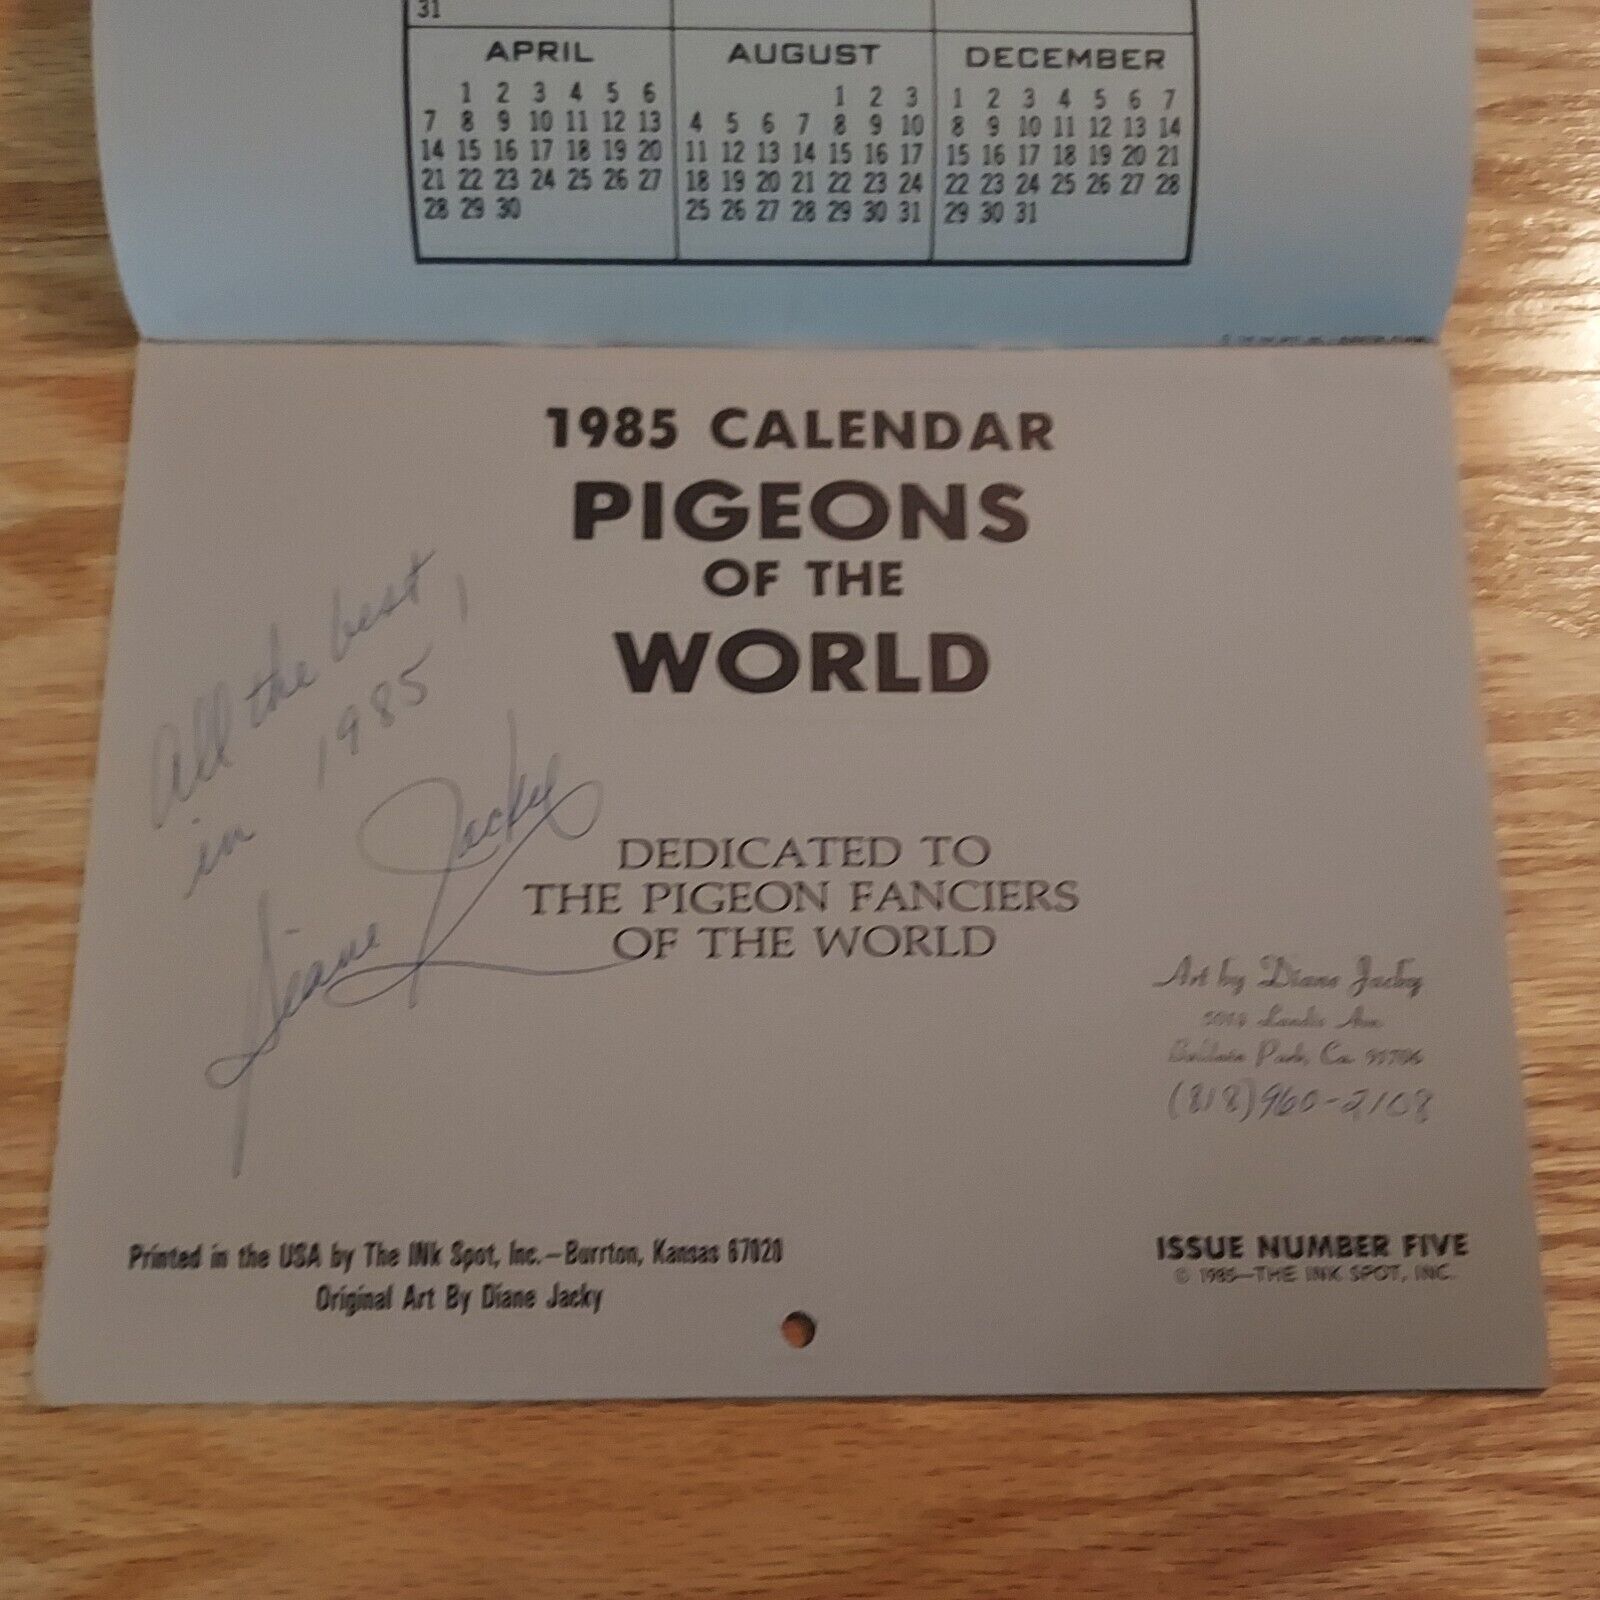 31
APRIL AUGUST DECEMBER
1 2 3 4 5 6 1 2 3 1 2 3 4 5 6 7
7 8 9 10 11 12 13 4 5 6 7 8 9 10 8 9 10 11 12 13 14
14 15 16 17 18 19 20 11 12 13 14 15 16 17 15 16 17 18 19 20 21
21 22 23 24 25 26 27 18 19 20 21 22 23 24 22 23 24 25 26 27 28
28 29 30 25 26 27 28 29 30 31 29 30 31
1985 CALENDAR
PIGEONS
OF THE
WORLD
All the best,
in 1985,
Diane Jacky
DEDICATED TO
THE PIGEON FANCIERS
OF THE WORLD
Art by Diane Jacky
Landis Ave.
Baldwin Park, Ca. 91706
(818) 960-2108
Printed in the USA by The INk Spot, Inc.—Burrton, Kansas 67020
Original Art By Diane Jacky
ISSUE NUMBER FIVE
© 1985—THE INK SPOT, INC.